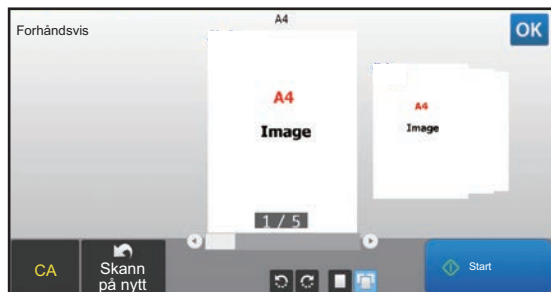 Forhåndsvis
A4
OK
A4
Image
A4
Image
1 / 5
CA
Skann
på nytt
Start